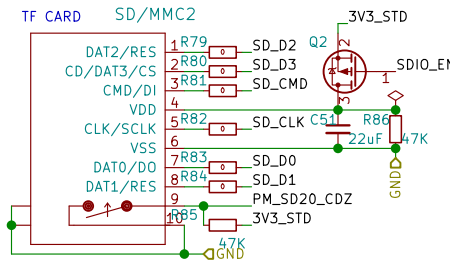 TF CARD
SD/MMC2
3V3_STD
DAT2/RES 1 R79 SD_D2 Q2 2
CD/DAT3/CS 2 R80 SD_D3
CMD/DI 3 R81 SD_CMD 3 1 SDIO_EN
VDD 4
CLK/SCLK 5 R82 SD_CLK C51 22uF R86 47K
VSS 6
DAT0/DO 7 R83 SD_D0
DAT1/RES 8 R84 SD_D1 GND
9 PM_SD20_CDZ
10 R85 3V3_STD
47K
GND